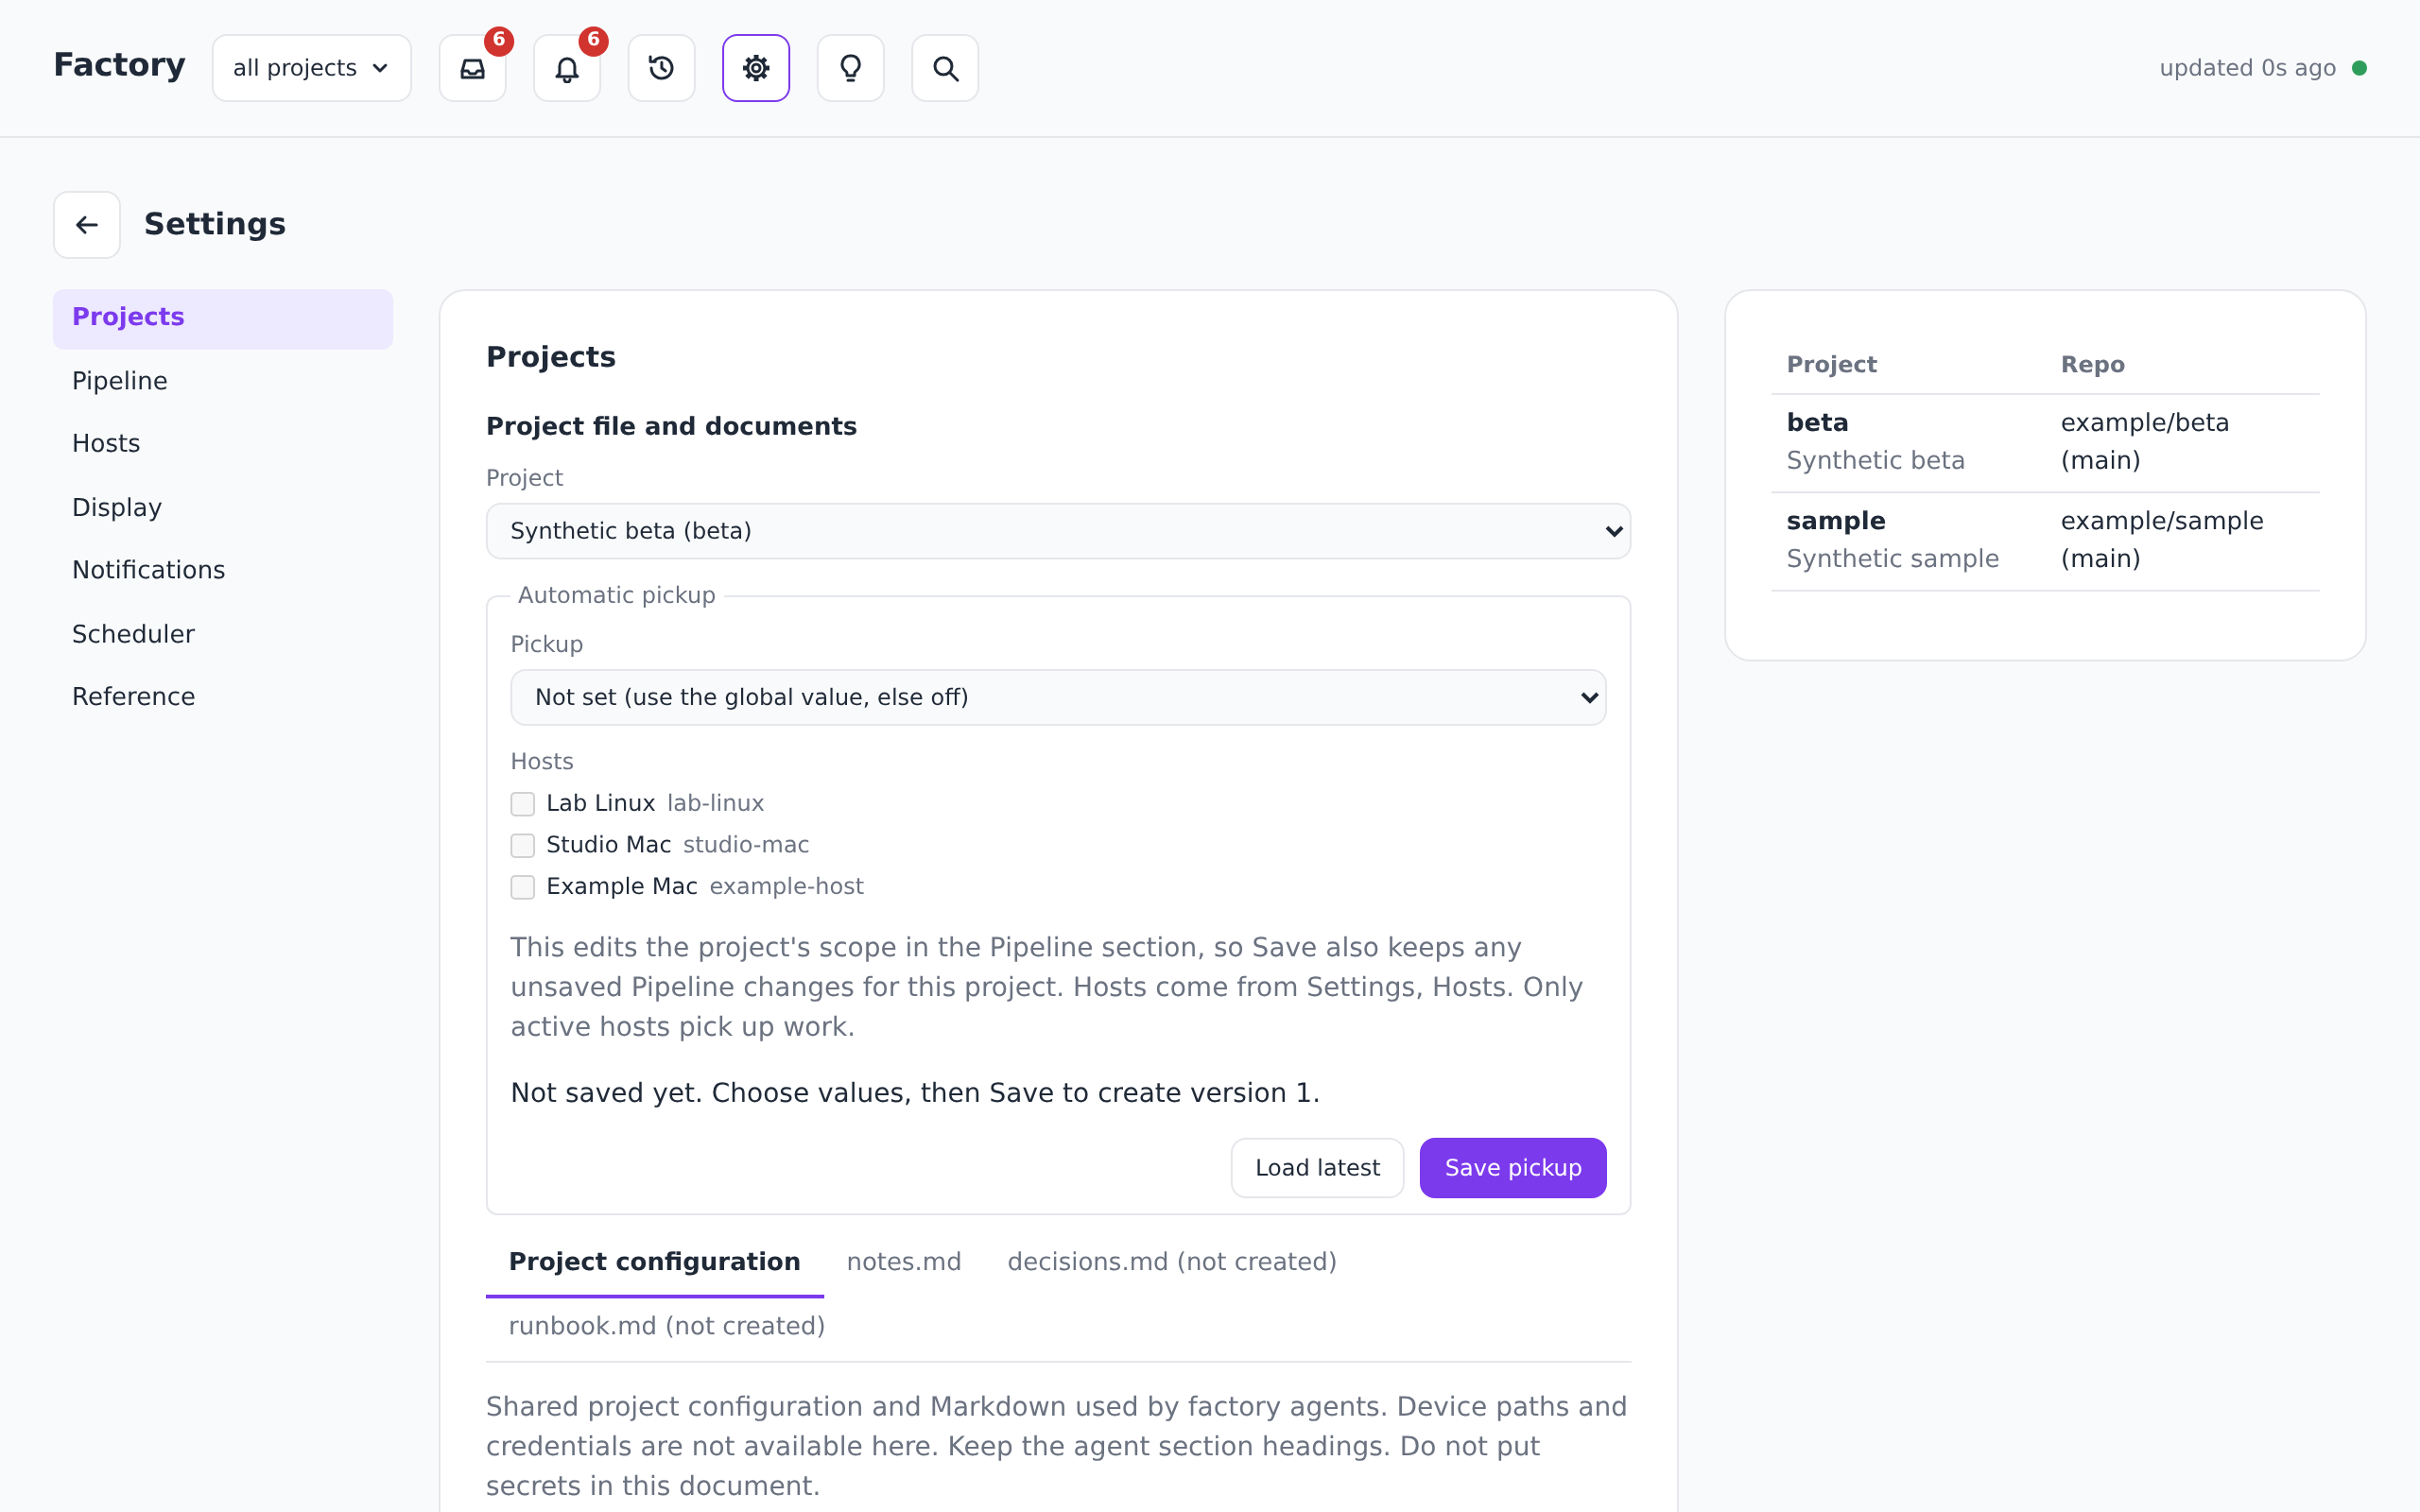 Factory
all projects
6
6
updated 0s ago
Settings
Projects
Pipeline
Hosts
Display
Notifications
Scheduler
Reference
Projects
Project file and documents
Project
Synthetic beta (beta)
Automatic pickup
Pickup
Not set (use the global value, else off)
Hosts
Lab Linux lab-linux
Studio Mac studio-mac
Example Mac example-host
This edits the project's scope in the Pipeline section, so Save also keeps any
unsaved Pipeline changes for this project. Hosts come from Settings, Hosts. Only
active hosts pick up work.
Not saved yet. Choose values, then Save to create version 1.
Load latest
Save pickup
Project configuration
notes.md
decisions.md (not created)
runbook.md (not created)
Shared project configuration and Markdown used by factory agents. Device paths and
credentials are not available here. Keep the agent section headings. Do not put
secrets in this document.
Project Repo
beta example/beta
Synthetic beta (main)
sample example/sample
Synthetic sample (main)